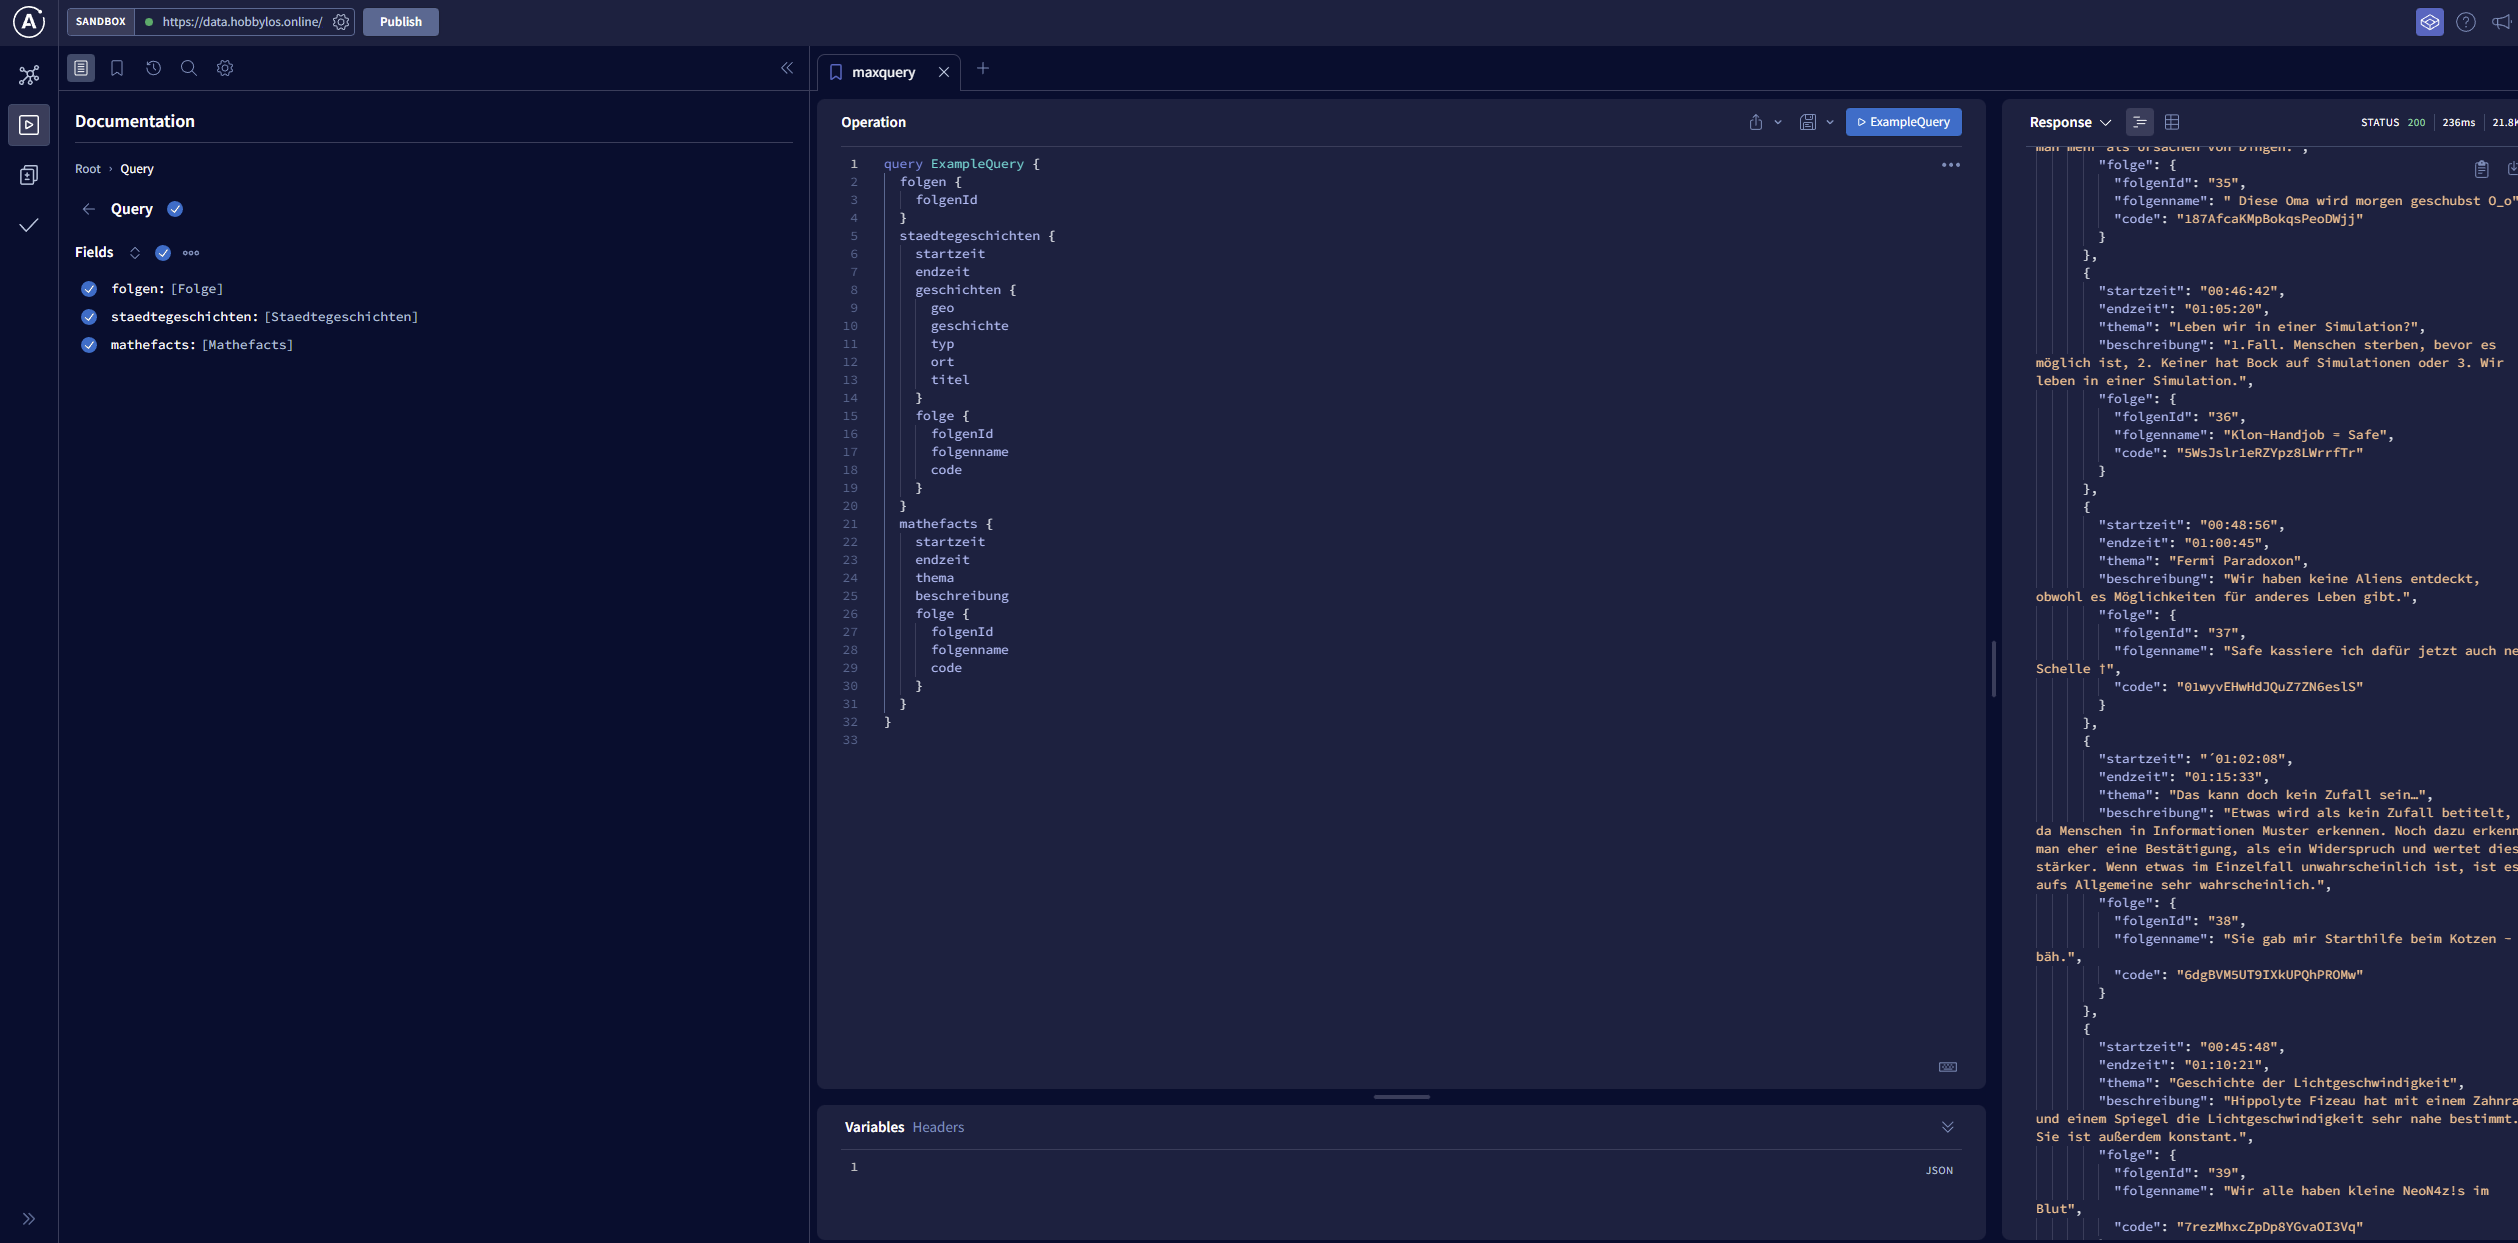 SANDBOX https://data.hobbylos.online/ Publish
Documentation
Root › Query
Query
Fields
folgen: [Folge]
staedtegeschichten: [Staedtegeschichten]
mathefacts: [Mathefacts]
maxquery
Operation
ExampleQuery
1 query ExampleQuery {
2 folgen {
3 folgenId
4 }
5 staedtegeschichten {
6 startzeit
7 endzeit
8 geschichten {
9 geo
10 geschichte
11 typ
12 ort
13 titel
14 }
15 folge {
16 folgenId
17 folgenname
18 code
19 }
20 }
21 mathefacts {
22 startzeit
23 endzeit
24 thema
25 beschreibung
26 folge {
27 folgenId
28 folgenname
29 code
30 }
31 }
32 }
33
Variables Headers
1
JSON
Response STATUS 200 236ms 21.8K
man mehr als Ursachen von Dingen.",
"folge": {
"folgenId": "35",
"folgenname": " Diese Oma wird morgen geschubst O_o"
"code": "187AfcaKMpBokqsPeoDWjj"
}
},
{
"startzeit": "00:46:42",
"endzeit": "01:05:20",
"thema": "Leben wir in einer Simulation?",
"beschreibung": "1.Fall. Menschen sterben, bevor es
möglich ist, 2. Keiner hat Bock auf Simulationen oder 3. Wir
leben in einer Simulation.",
"folge": {
"folgenId": "36",
"folgenname": "Klon-Handjob = Safe",
"code": "5WsJslr1eRZYpz8LWrrfTr"
}
},
{
"startzeit": "00:48:56",
"endzeit": "01:00:45",
"thema": "Fermi Paradoxon",
"beschreibung": "Wir haben keine Aliens entdeckt,
obwohl es Möglichkeiten für anderes Leben gibt.",
"folge": {
"folgenId": "37",
"folgenname": "Safe kassiere ich dafür jetzt auch ne
Schelle †",
"code": "01wyvEHwHdJQuZ7ZN6eslS"
}
},
{
"startzeit": "´01:02:08",
"endzeit": "01:15:33",
"thema": "Das kann doch kein Zufall sein…",
"beschreibung": "Etwas wird als kein Zufall betitelt,
da Menschen in Informationen Muster erkennen. Noch dazu erkenn
man eher eine Bestätigung, als ein Widerspruch und wertet dies
stärker. Wenn etwas im Einzelfall unwahrscheinlich ist, ist es
aufs Allgemeine sehr wahrscheinlich.",
"folge": {
"folgenId": "38",
"folgenname": "Sie gab mir Starthilfe beim Kotzen –
bäh.",
"code": "6dgBVM5UT9IXkUPQhPROMw"
}
},
{
"startzeit": "00:45:48",
"endzeit": "01:10:21",
"thema": "Geschichte der Lichtgeschwindigkeit",
"beschreibung": "Hippolyte Fizeau hat mit einem Zahnra
und einem Spiegel die Lichtgeschwindigkeit sehr nahe bestimmt.
Sie ist außerdem konstant.",
"folge": {
"folgenId": "39",
"folgenname": "Wir alle haben kleine NeoN4z!s im
Blut",
"code": "7rezMhxcZpDp8YGvaOI3Vq"